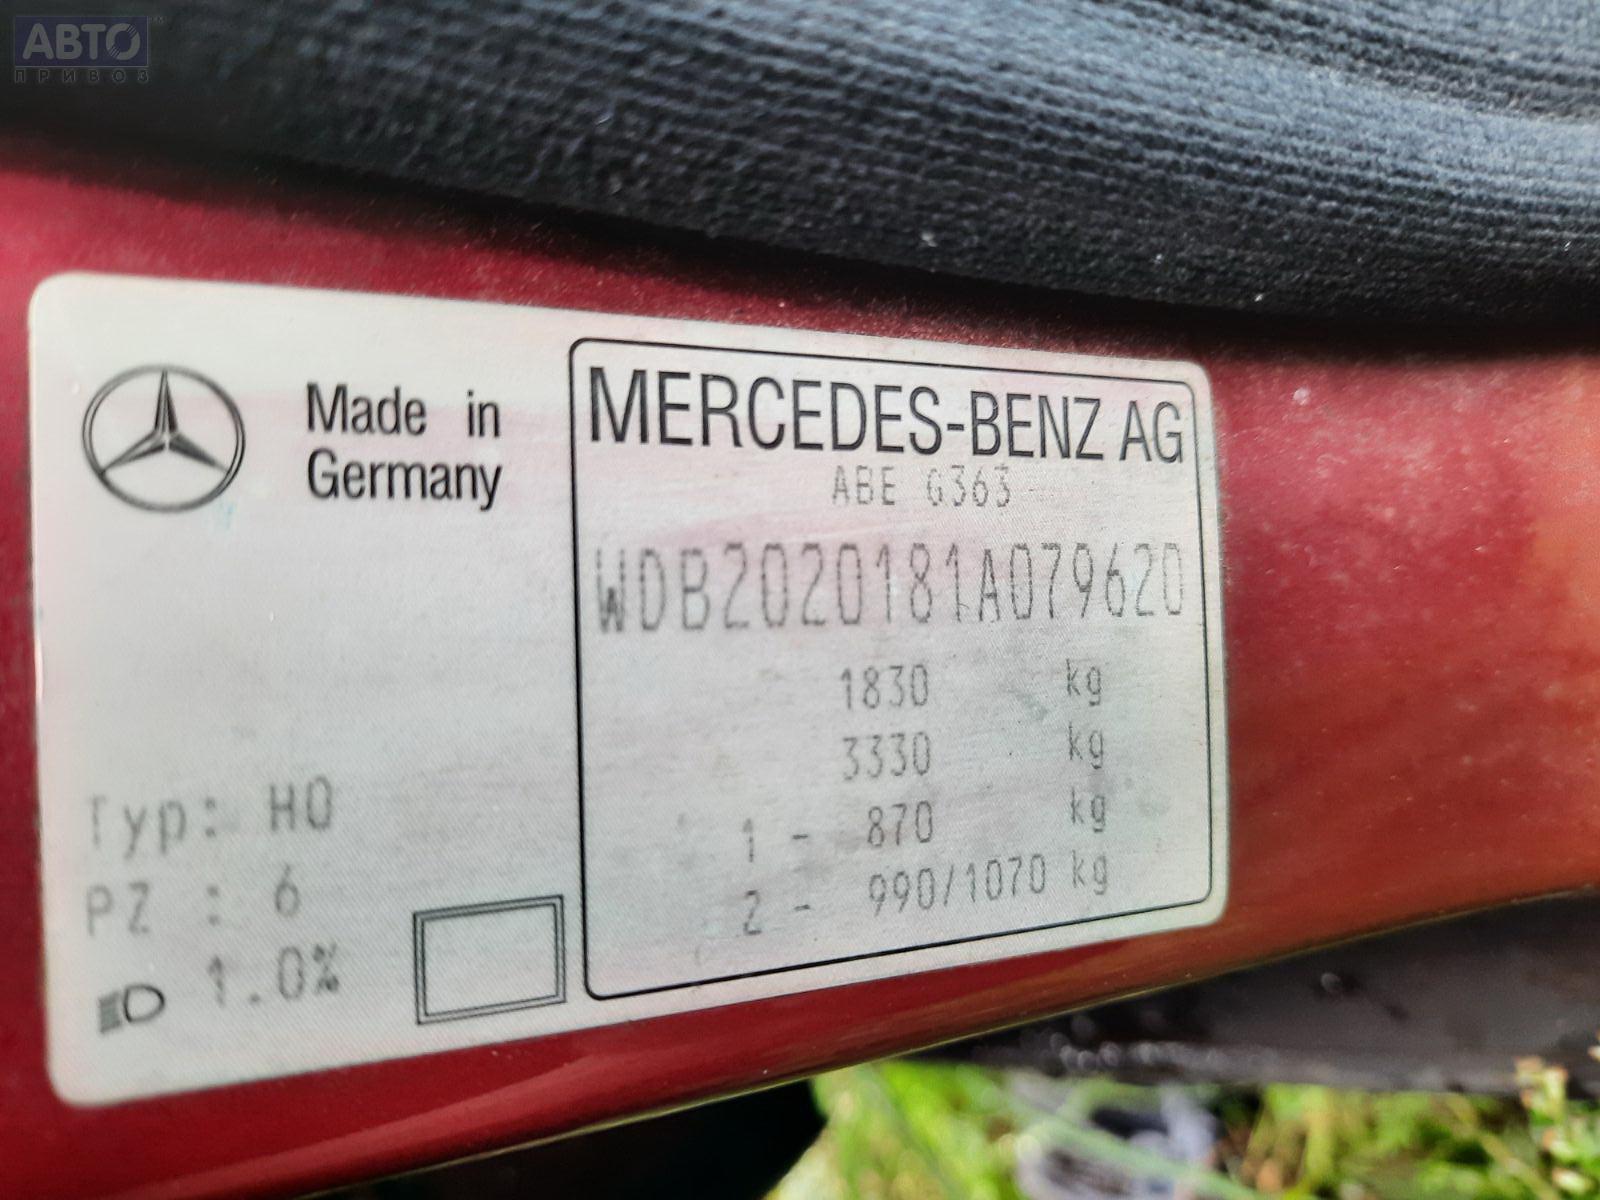 АВТО
ПРИВОЗ
Made in
Germany
MERCEDES-BENZ AG
ABE G363
WDB2020181A079620
1830 kg
3330 kg
1 - 870 kg
2 - 990/1070 kg
Typ: H0
PZ : 6
1.0%